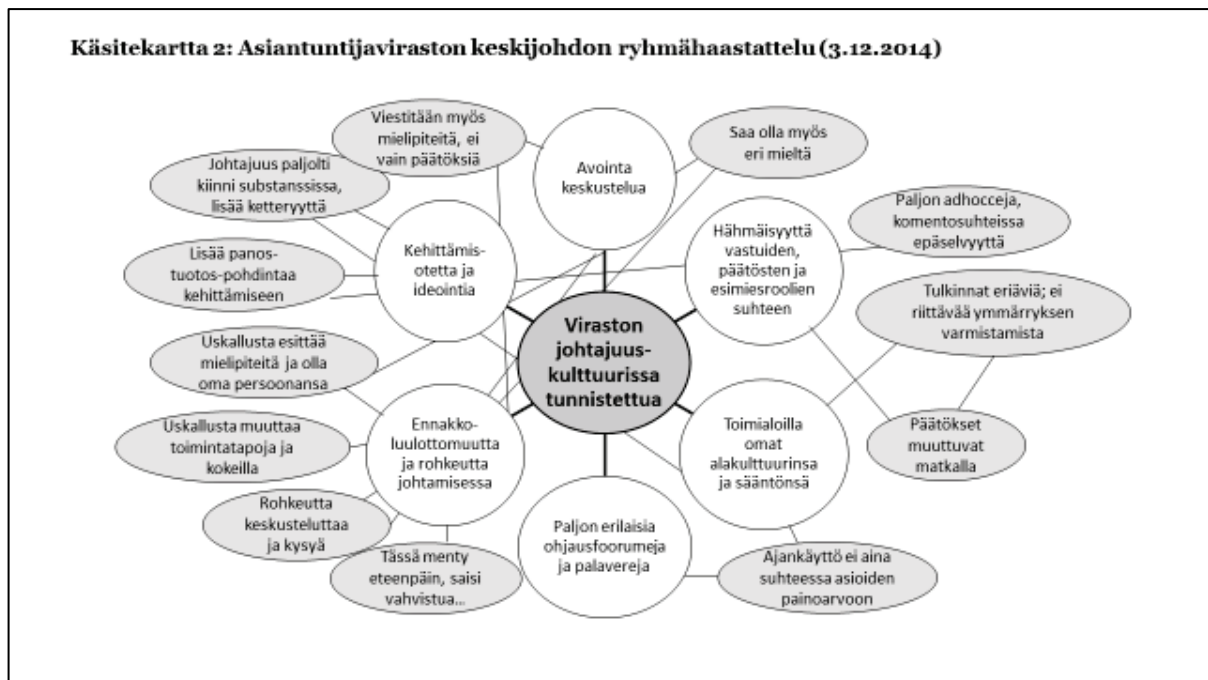 Käsitekartta 2: Asiantuntijaviraston keskijohdon ryhmähaastattelu (3.12.2014)
Viestitään myös
mielipiteitä, ei
vain päätöksiä
Avointa
keskustelua
Saa olla myös
eri mieltä
Johtajuus paljolti
kiinni substanssissa,
lisää ketteryyttä
Kehittämis-
otetta ja
ideointia
Hähmäisyyttä
vastuiden,
päätösten ja
esimiesroolien
suhteen
Paljon adhocceja,
komentosuhteissa
epäselvyyttä
Lisää panos-
tuotos-pohdintaa
kehittämiseen
Viraston
johtajuus-
kulttuurissa
tunnistettua
Tulkinnat eriäviä; ei
riittävää ymmärryksen
varmistamista
Uskallusta esittää
mielipiteitä ja olla
oma persoonansa
Ennakko-
luulottomuutta
ja rohkeutta
johtamisessa
Toimialoilla
omat
alakulttuurinsa
ja sääntönsä
Päätökset
muuttuvat
matkalla
Uskallusta muuttaa
toimintatapoja ja
kokeilla
Rohkeutta
keskusteluttaa
ja kysyä
Paljon erilaisia
ohjausfoorumeja
ja palavereja
Tässä menty
eteenpäin, saisi
vahvistua...
Ajankäyttö ei aina
suhteessa asioiden
painoarvoon